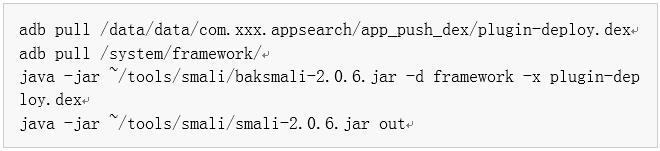 adb pull /data/data/com.xxx.appsearch/app_push_dex/plugin-deploy.dex↵
adb pull /system/framework/↵
java -jar ~/tools/smali/baksmali-2.0.6.jar -d framework -x plugin-dep
loy.dex↵
java -jar ~/tools/smali/smali-2.0.6.jar out↵